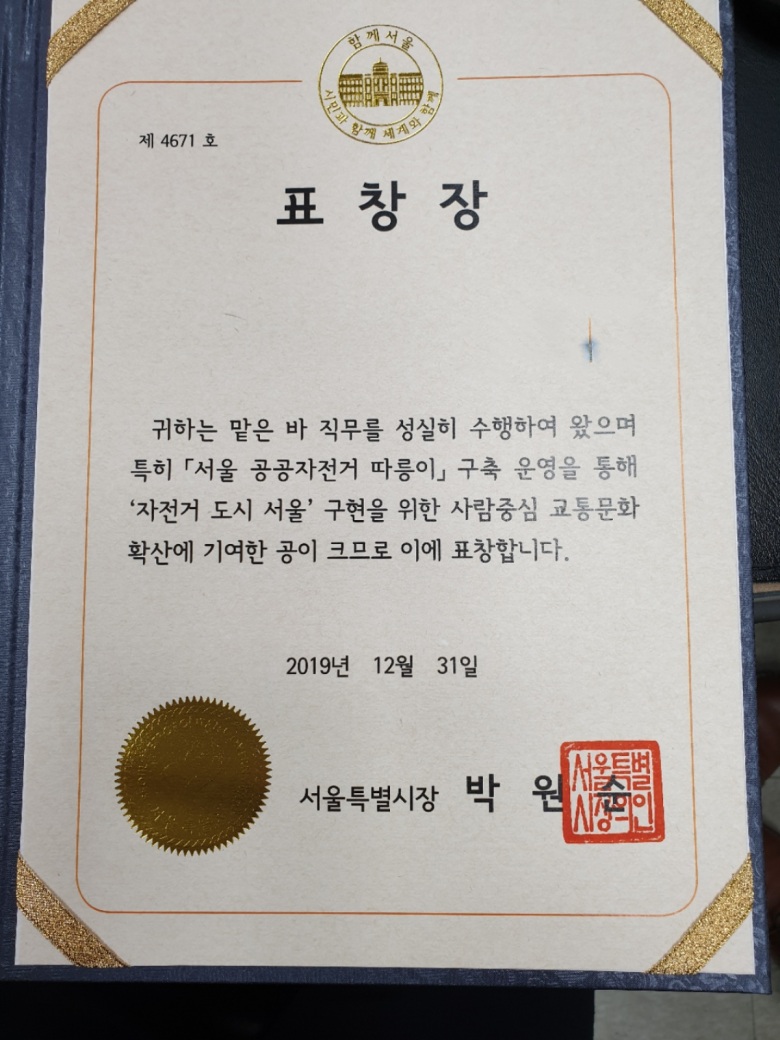 함께서울
시민과 함께 세계와 함께
제 4671 호
표 창 장
귀하는 맡은 바 직무를 성실히 수행하여 왔으며
특히 「서울 공공자전거 따릉이」 구축 운영을 통해
‘자전거 도시 서울’ 구현을 위한 사람중심 교통문화
확산에 기여한 공이 크므로 이에 표창합니다.
2019년 12월 31일
서울특별시장 박 원 순
서울특별
시장의인